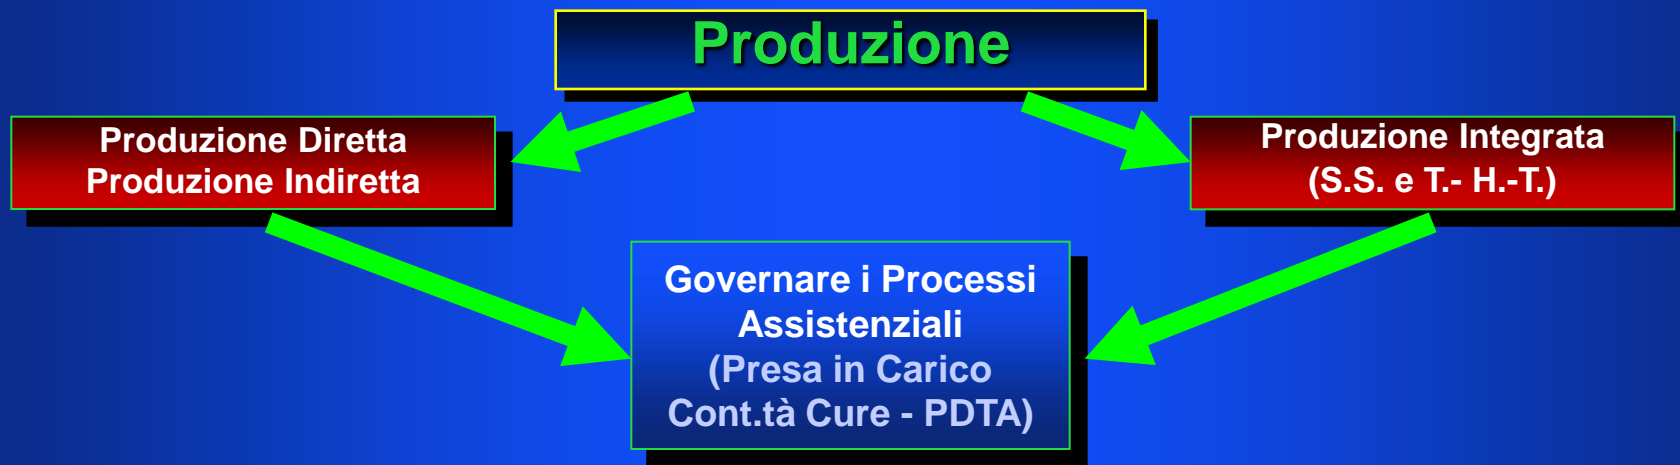 Produzione
Produzione Diretta
Produzione Indiretta
Produzione Integrata
(S.S. e T.- H.-T.)
Governare i Processi
Assistenziali
(Presa in Carico
Cont.tà Cure - PDTA)